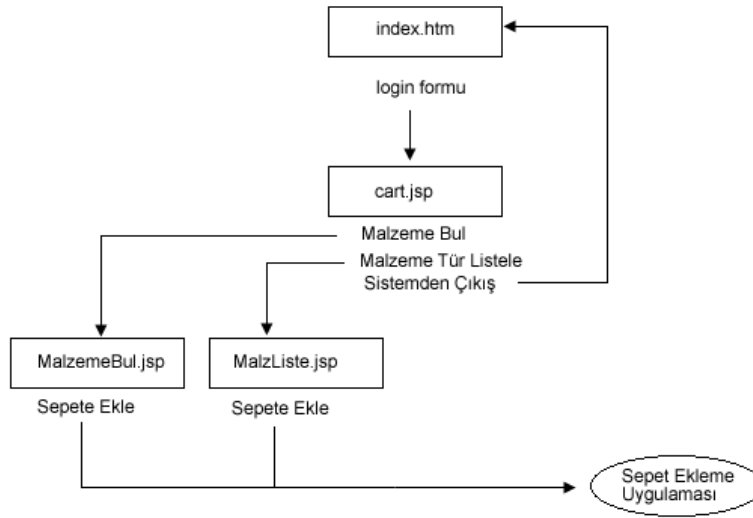 index.htm
login formu
cart.jsp
Malzeme Bul
Malzeme Tür Listele
Sistemden Çıkış
MalzemeBul.jsp
MalzListe.jsp
Sepete Ekle
Sepete Ekle
Sepet Ekleme
Uygulaması